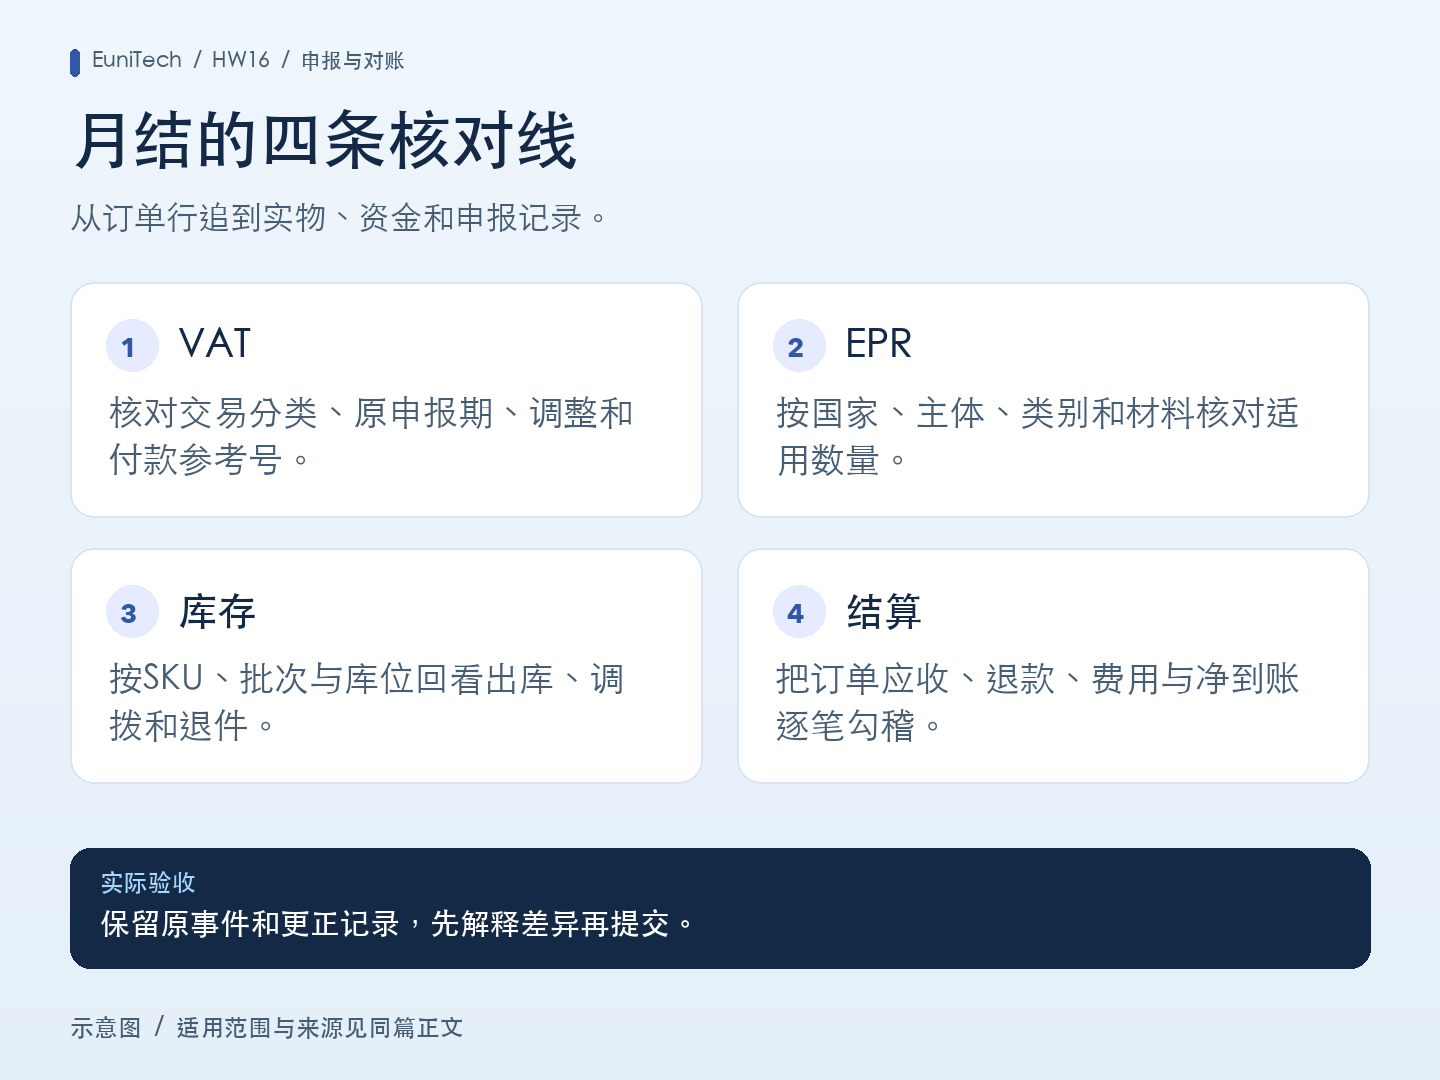 EuniTech / HW16 / 申报与对账
月结的四条核对线
从订单行追到实物、资金和申报记录。
1 VAT
核对交易分类、原申报期、调整和
付款参考号。
2 EPR
按国家、主体、类别和材料核对适
用数量。
3 库存
按SKU、批次与库位回看出库、调
拨和退件。
4 结算
把订单应收、退款、费用与净到账
逐笔勾稽。
实际验收
保留原事件和更正记录，先解释差异再提交。
示意图 / 适用范围与来源见同篇正文